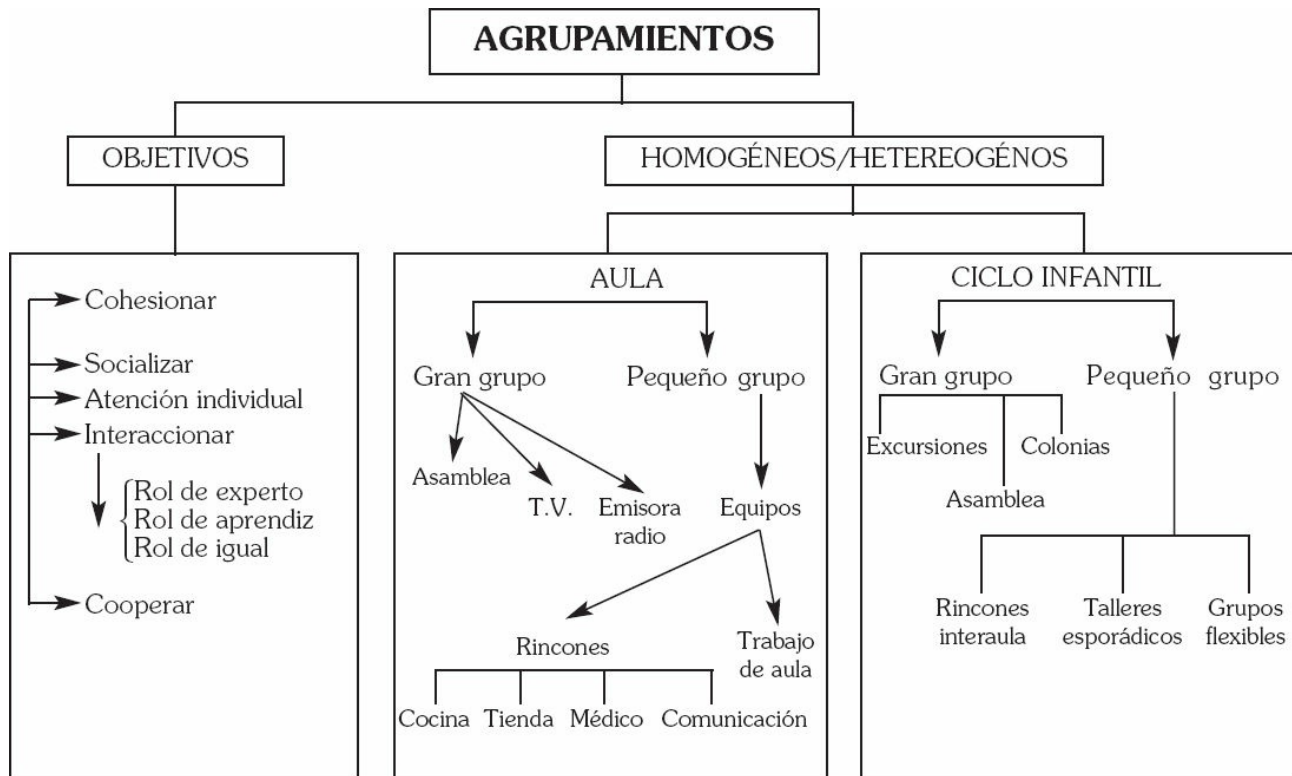 AGRUPAMIENTOS
OBJETIVOS
HOMOGÉNEOS/HETEREOGÉNOS
Cohesionar
Socializar
Atención individual
Interaccionar
Rol de experto
Rol de aprendiz
Rol de igual
Cooperar
AULA
Gran grupo
Pequeño grupo
Asamblea
T.V.
Emisora
radio
Equipos
Rincones
Trabajo
de aula
Cocina
Tienda
Médico
Comunicación
CICLO INFANTIL
Gran grupo
Pequeño grupo
Excursiones
Colonias
Asamblea
Rincones
interaula
Talleres
esporádicos
Grupos
flexibles